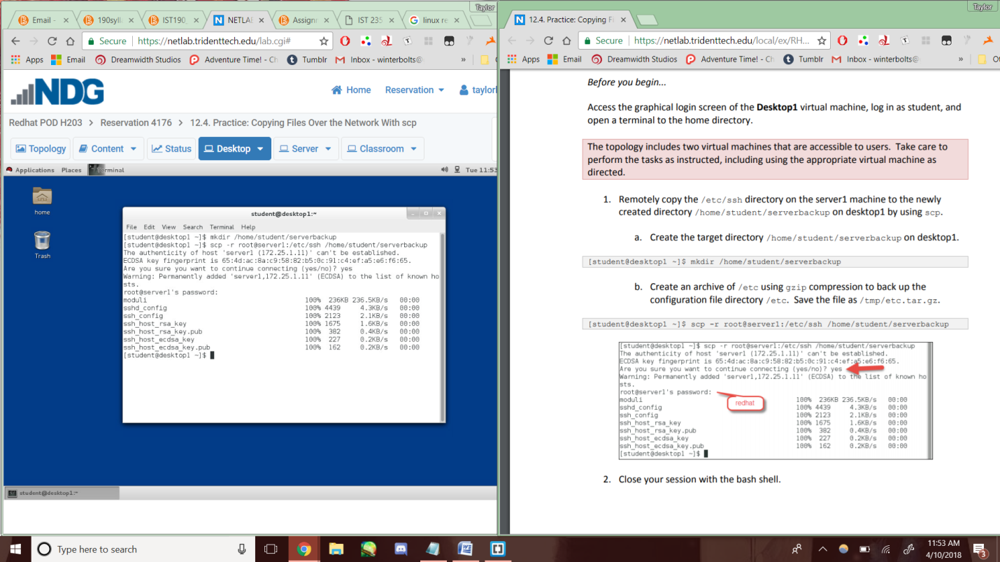 Taylor
Email -
190sylla
IST190
NETLAB
Assignm
IST 235
linux re
Secure https://netlab.tridenttech.edu/lab.cgi#
Apps Email Dreamwidth Studios Adventure Time! - Ch Tumblr Inbox - winterbolts@ »
NDG
Home Reservation taylorl
Redhat POD H203 > Reservation 4176 > 12.4. Practice: Copying Files Over the Network With scp
Topology Content Status Desktop Server Classroom
Applications Places Terminal Tue 11:53
home
Trash
student@desktop1:~
File Edit View Search Terminal Help
[student@desktop1 ~]$ mkdir /home/student/serverbackup
[student@desktop1 ~]$ scp -r root@server1:/etc/ssh /home/student/serverbackup
The authenticity of host 'server1 (172.25.1.11)' can't be established.
ECDSA key fingerprint is 65:4d:ac:8a:c9:58:82:b5:0c:91:c4:ef:a5:e6:f6:65.
Are you sure you want to continue connecting (yes/no)? yes
Warning: Permanently added 'server1,172.25.1.11' (ECDSA) to the list of known ho
sts.
root@server1's password:
moduli 100% 236KB 236.5KB/s 00:00
sshd_config 100% 4439 4.3KB/s 00:00
ssh_config 100% 2123 2.1KB/s 00:00
ssh_host_rsa_key 100% 1675 1.6KB/s 00:00
ssh_host_rsa_key.pub 100% 382 0.4KB/s 00:00
ssh_host_ecdsa_key 100% 227 0.2KB/s 00:00
ssh_host_ecdsa_key.pub 100% 162 0.2KB/s 00:00
[student@desktop1 ~]$
student@desktop1:~
Taylor
12.4. Practice: Copying Fi
Secure https://netlab.tridenttech.edu/local/ex/RH...
Apps Email Dreamwidth Studios Adventure Time! - Ch Tumblr Inbox - winterbolts@ » Ot
Before you begin...
Access the graphical login screen of the Desktop1 virtual machine, log in as student, and
open a terminal to the home directory.
The topology includes two virtual machines that are accessible to users. Take care to
perform the tasks as instructed, including using the appropriate virtual machine as
directed.
1. Remotely copy the /etc/ssh directory on the server1 machine to the newly
created directory /home/student/serverbackup on desktop1 by using scp.
a. Create the target directory /home/student/serverbackup on desktop1.
[student@desktop1 ~]$ mkdir /home/student/serverbackup
b. Create an archive of /etc using gzip compression to back up the
configuration file directory /etc. Save the file as /tmp/etc.tar.gz.
[student@desktop1 ~]$ scp -r root@server1:/etc/ssh /home/student/serverbackup
[student@desktop1 ~]$ scp -r root@server1:/etc/ssh /home/student/serverbackup
The authenticity of host 'server1 (172.25.1.11)' can't be established.
ECDSA key fingerprint is 65:4d:ac:8a:c9:58:82:b5:0c:91:c4:ef:a5:e6:f6:65.
Are you sure you want to continue connecting (yes/no)? yes
Warning: Permanently added 'server1,172.25.1.11' (ECDSA) to the list of known ho
sts.
root@server1's password:
redhat
moduli 100% 236KB 236.5KB/s 00:00
sshd_config 100% 4439 4.3KB/s 00:00
ssh_config 100% 2123 2.1KB/s 00:00
ssh_host_rsa_key 100% 1675 1.6KB/s 00:00
ssh_host_rsa_key.pub 100% 382 0.4KB/s 00:00
ssh_host_ecdsa_key 100% 227 0.2KB/s 00:00
ssh_host_ecdsa_key.pub 100% 162 0.2KB/s 00:00
[student@desktop1 ~]$
2. Close your session with the bash shell.
Type here to search
11:53 AM
4/10/2018
3